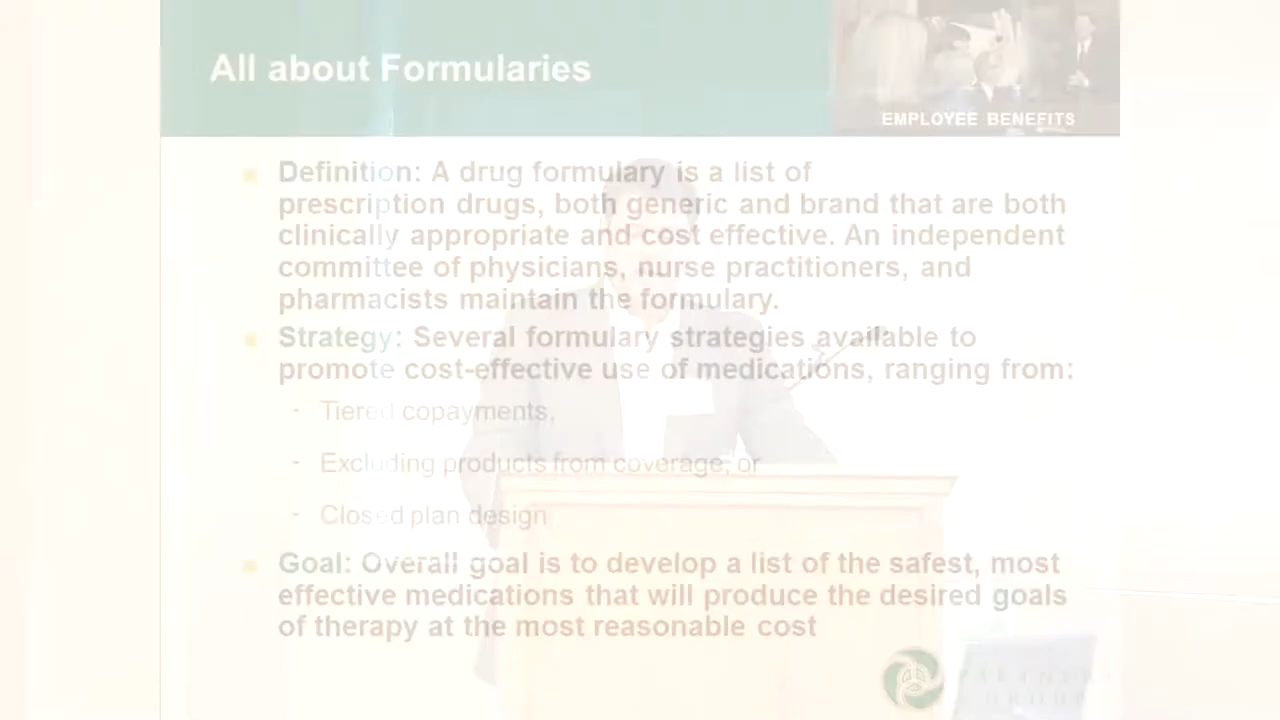 All about Formularies
EMPLOYEE BENEFITS
Definition: A drug formulary is a list of
prescription drugs, both generic and brand that are both
clinically appropriate and cost effective. An independent
committee of physicians, nurse practitioners, and
pharmacists maintain the formulary.
Strategy: Several formulary strategies available to
promote cost-effective use of medications, ranging from:
- Tiered copayments,
- Excluding products from coverage, or
- Closed plan design
Goal: Overall goal is to develop a list of the safest, most
effective medications that will produce the desired goals
of therapy at the most reasonable cost
PARTNERS
GROUP